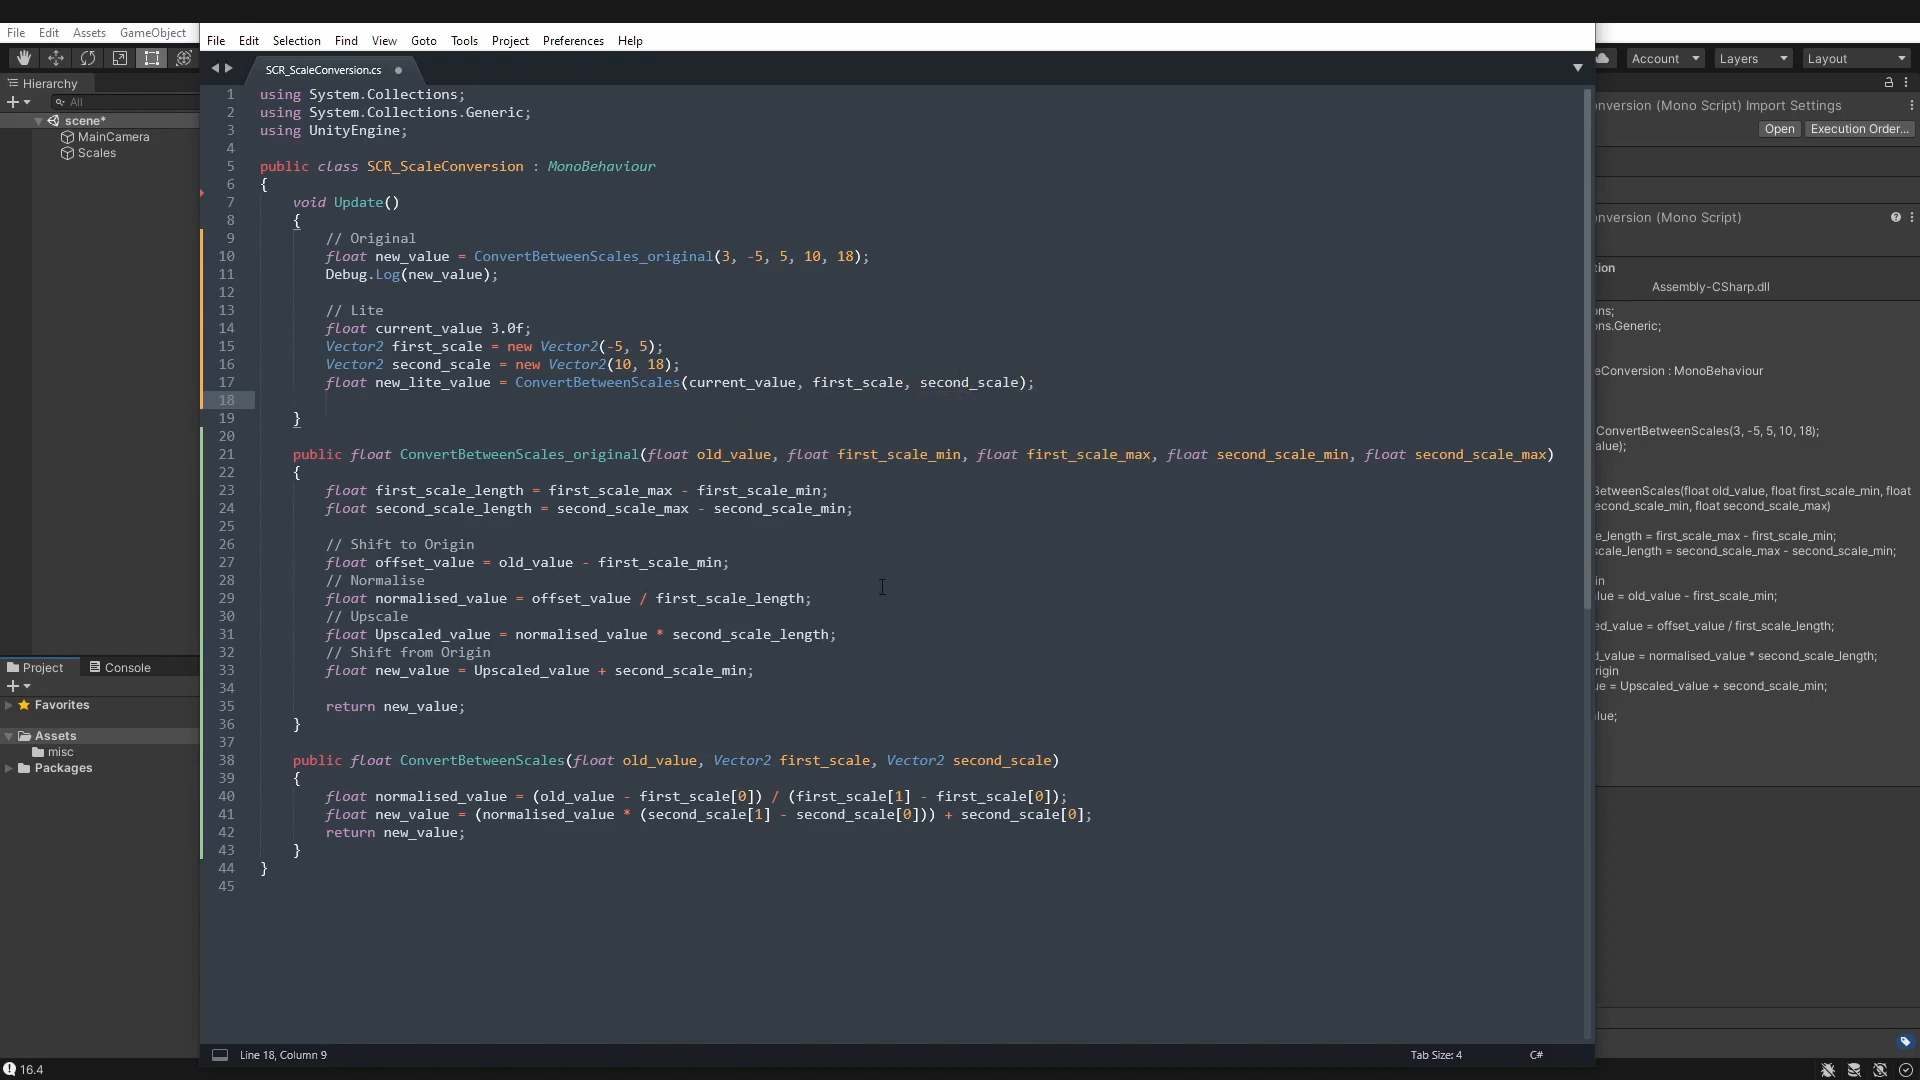 File Edit Assets GameObject
File Edit Selection Find View Goto Tools Project Preferences Help
Account Layers Layout
Hierarchy
All
scene*
MainCamera
Scales
SCR_ScaleConversion.cs
1 using System.Collections;
2 using System.Collections.Generic;
3 using UnityEngine;
4
5 public class SCR_ScaleConversion : MonoBehaviour
6 {
7 void Update()
8 {
9 // Original
10 float new_value = ConvertBetweenScales_original(3, -5, 5, 10, 18);
11 Debug.Log(new_value);
12
13 // Lite
14 float current_value 3.0f;
15 Vector2 first_scale = new Vector2(-5, 5);
16 Vector2 second_scale = new Vector2(10, 18);
17 float new_lite_value = ConvertBetweenScales(current_value, first_scale, second_scale);
18
19 }
20
21 public float ConvertBetweenScales_original(float old_value, float first_scale_min, float first_scale_max, float second_scale_min, float second_scale_max)
22 {
23 float first_scale_length = first_scale_max - first_scale_min;
24 float second_scale_length = second_scale_max - second_scale_min;
25
26 // Shift to Origin
27 float offset_value = old_value - first_scale_min;
28 // Normalise
29 float normalised_value = offset_value / first_scale_length;
30 // Upscale
31 float Upscaled_value = normalised_value * second_scale_length;
32 // Shift from Origin
33 float new_value = Upscaled_value + second_scale_min;
34
35 return new_value;
36 }
37
38 public float ConvertBetweenScales(float old_value, Vector2 first_scale, Vector2 second_scale)
39 {
40 float normalised_value = (old_value - first_scale[0]) / (first_scale[1] - first_scale[0]);
41 float new_value = (normalised_value * (second_scale[1] - second_scale[0])) + second_scale[0];
42 return new_value;
43 }
44 }
45
Line 18, Column 9
Tab Size: 4
C#
Project Console
Favorites
Assets
misc
Packages
16.4
nversion (Mono Script) Import Settings
Open Execution Order...
nversion (Mono Script)
tion
Assembly-CSharp.dll
ns;
ns.Generic;
eConversion : MonoBehaviour
ConvertBetweenScales(3, -5, 5, 10, 18);
alue);
BetweenScales(float old_value, float first_scale_min, float
econd_scale_min, float second_scale_max)
e_length = first_scale_max - first_scale_min;
scale_length = second_scale_max - second_scale_min;
in
lue = old_value - first_scale_min;
ed_value = offset_value / first_scale_length;
d_value = normalised_value * second_scale_length;
rigin
ue = Upscaled_value + second_scale_min;
lue;